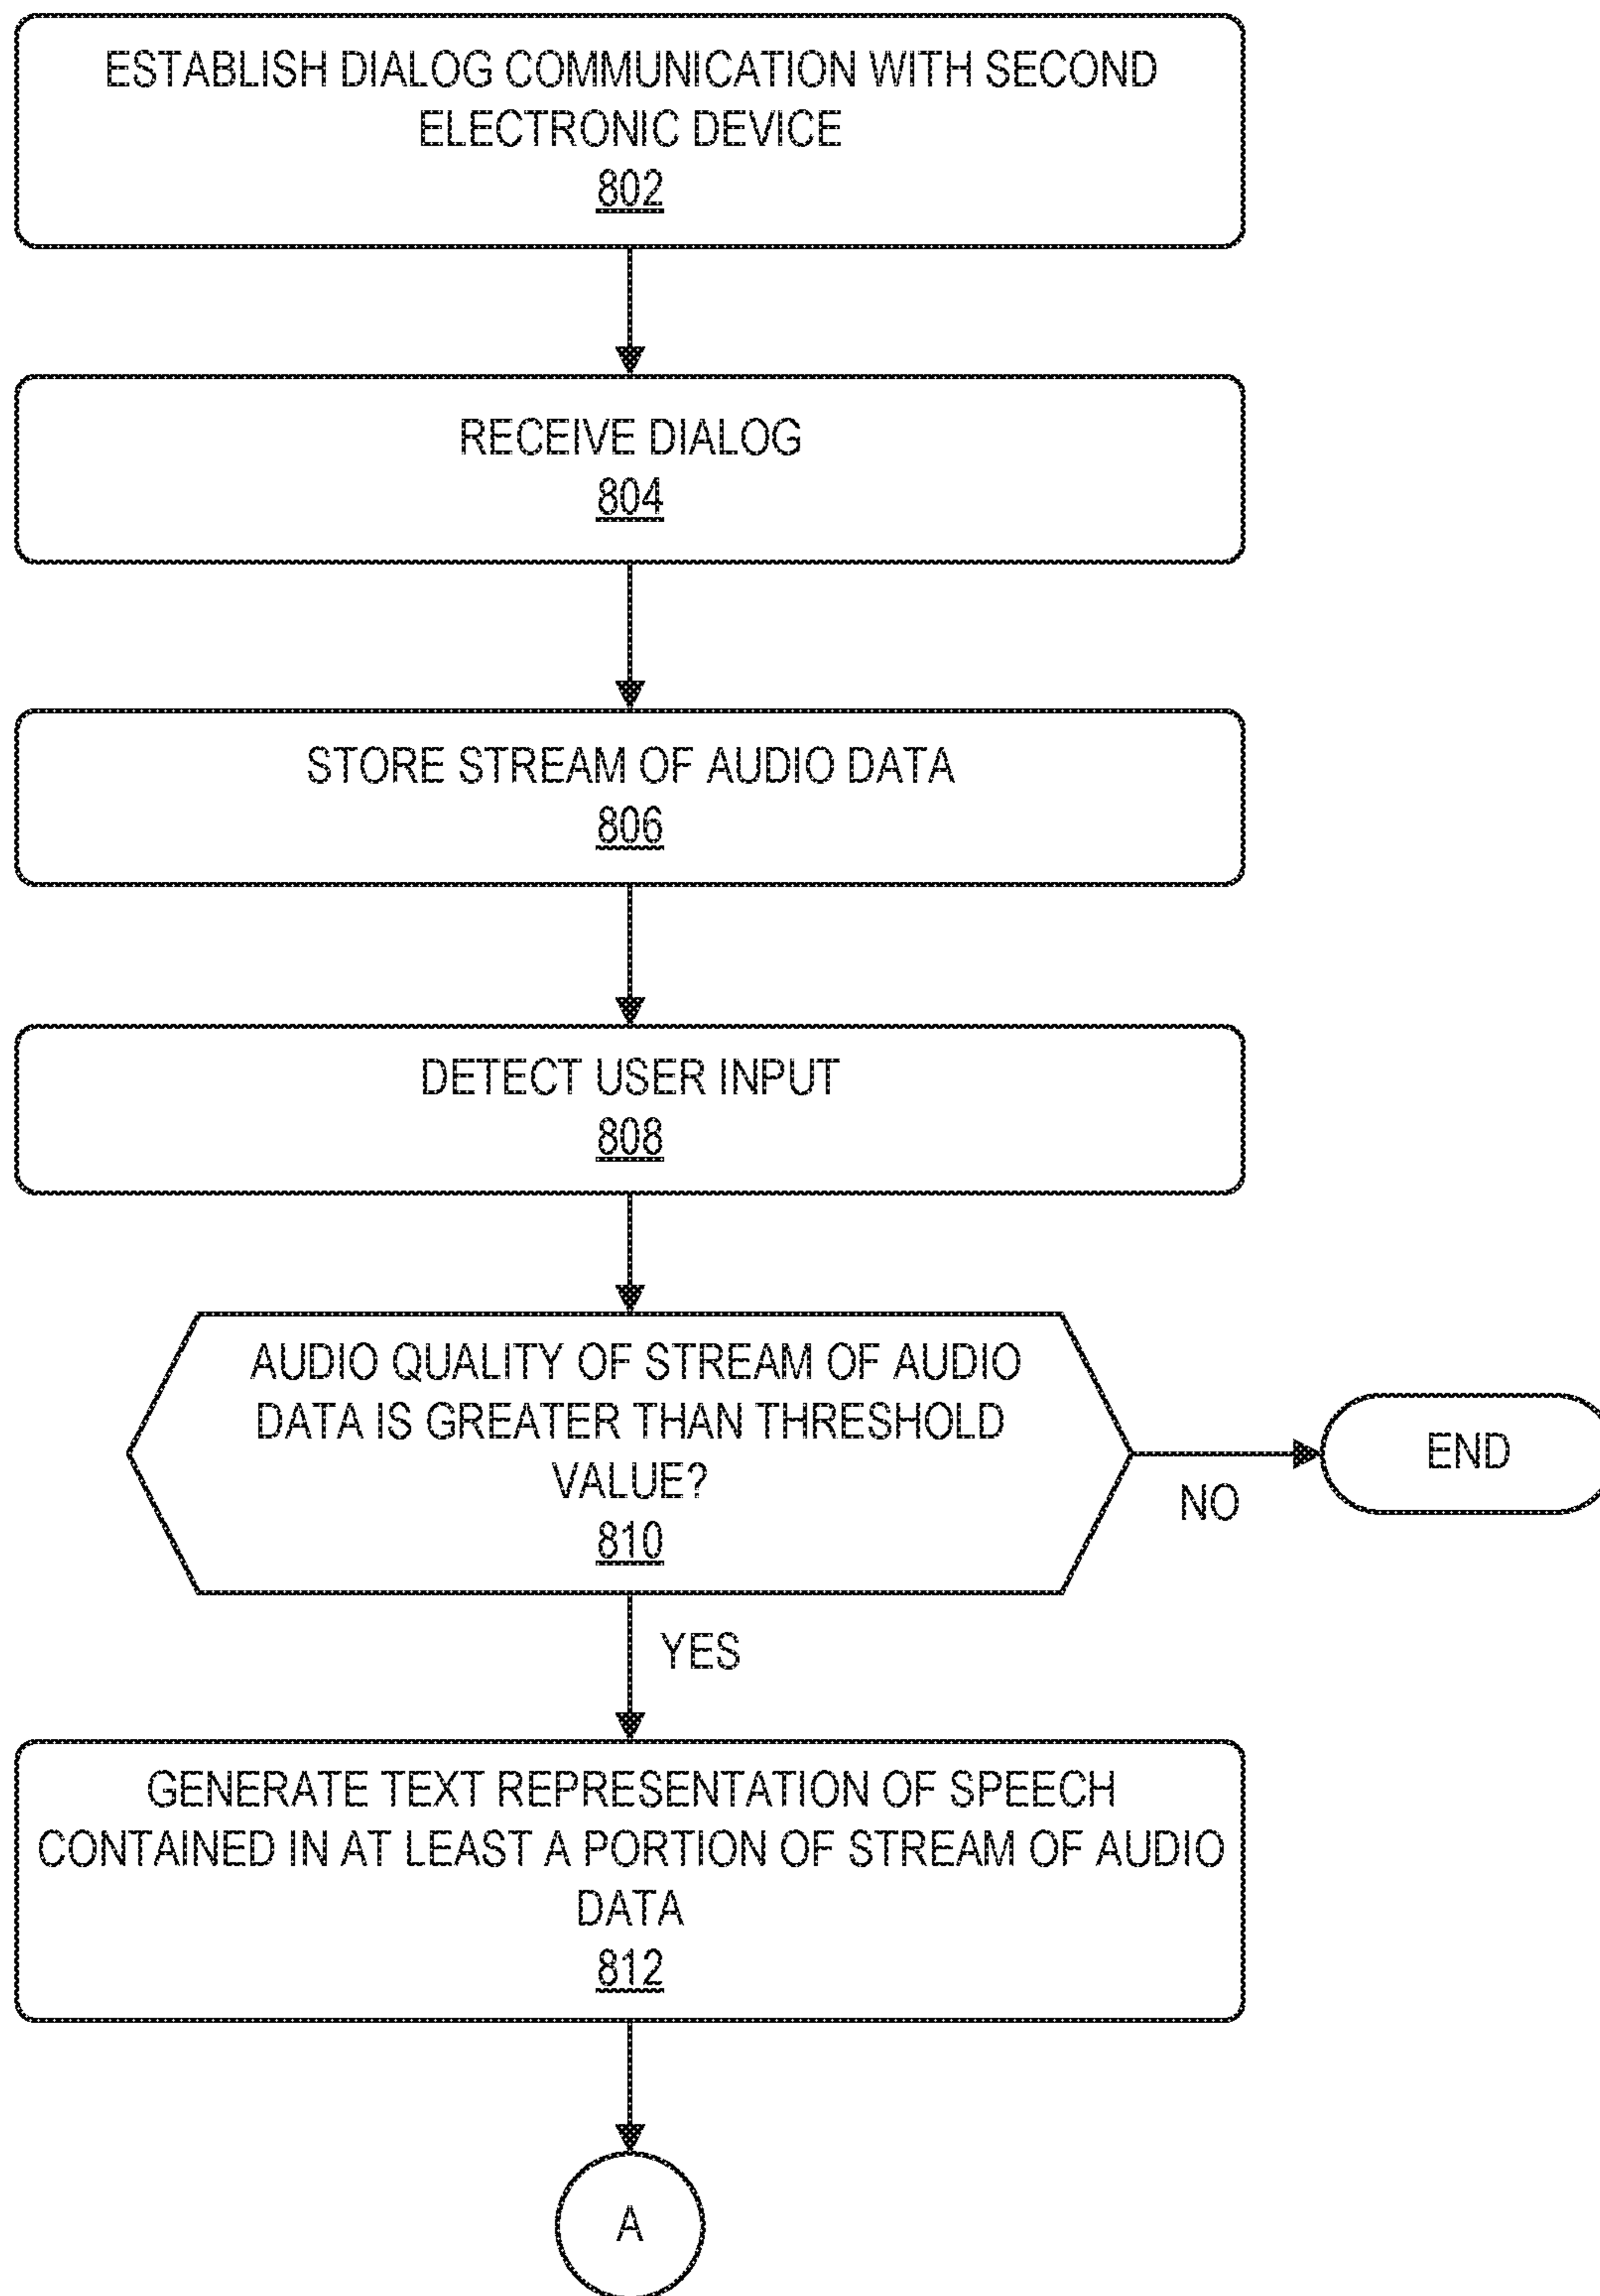 ESTABLISH DIALOG COMMUNICATION WITH SECOND
ELECTRONIC DEVICE
802
RECEIVE DIALOG
804
STORE STREAM OF AUDIO DATA
806
DETECT USER INPUT
808
AUDIO QUALITY OF STREAM OF AUDIO
DATA IS GREATER THAN THRESHOLD
VALUE?
810
NO
END
YES
GENERATE TEXT REPRESENTATION OF SPEECH
CONTAINED IN AT LEAST A PORTION OF STREAM OF AUDIO
DATA
812
A